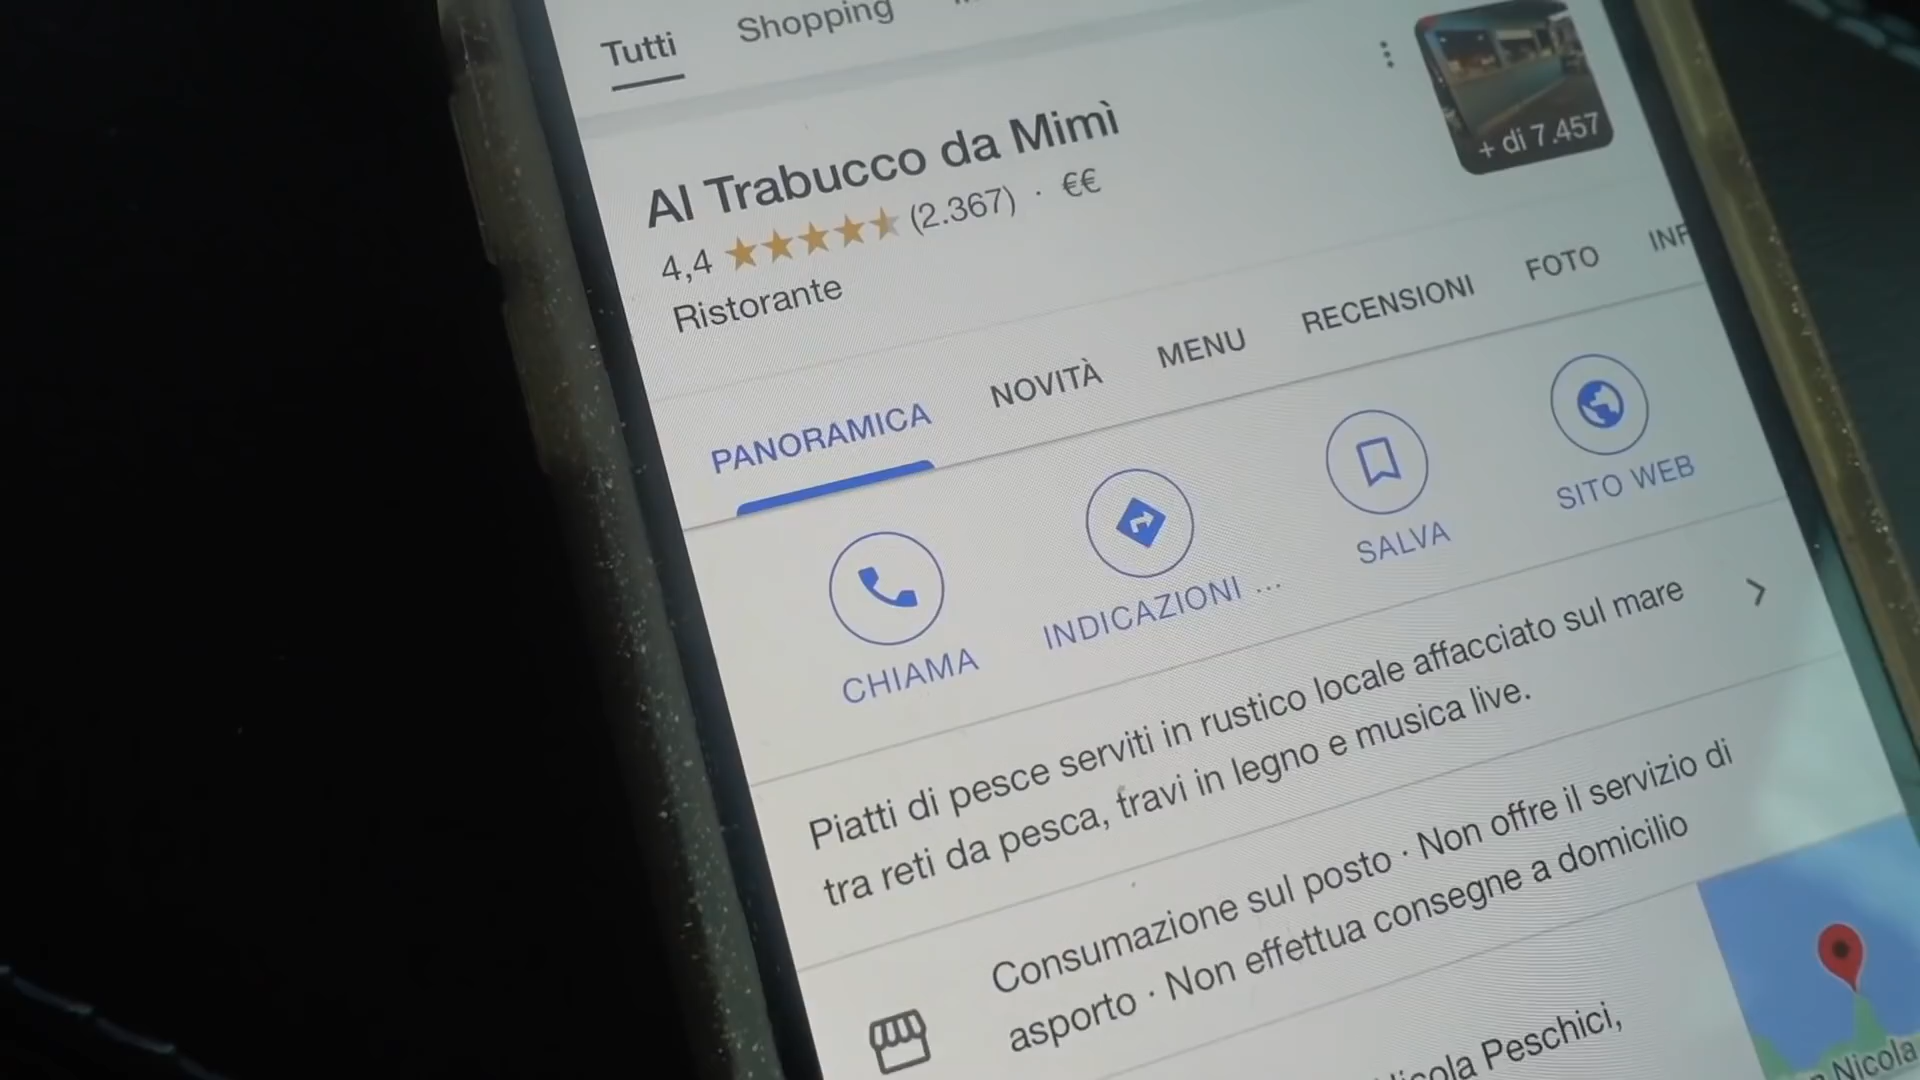 Tutti
Shopping
Al Trabucco da Mimì
4,4 (2.367) · €€
Ristorante
+ di 7.457
PANORAMICA
NOVITÀ
MENU
RECENSIONI
FOTO
INF
CHIAMA
INDICAZIONI ...
SALVA
SITO WEB
Piatti di pesce serviti in rustico locale affacciato sul mare
tra reti da pesca, travi in legno e musica live.
Consumazione sul posto · Non offre il servizio di
asporto · Non effettua consegne a domicilio
Peschici,
Nicola